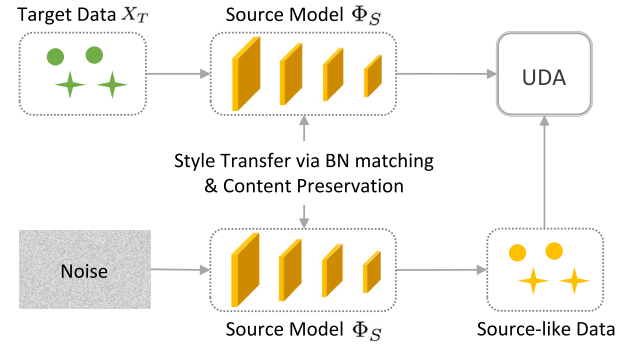 Target Data X_T
Source Model Φ_S
UDA
Style Transfer via BN matching
& Content Preservation
Noise
Source Model Φ_S
Source-like Data